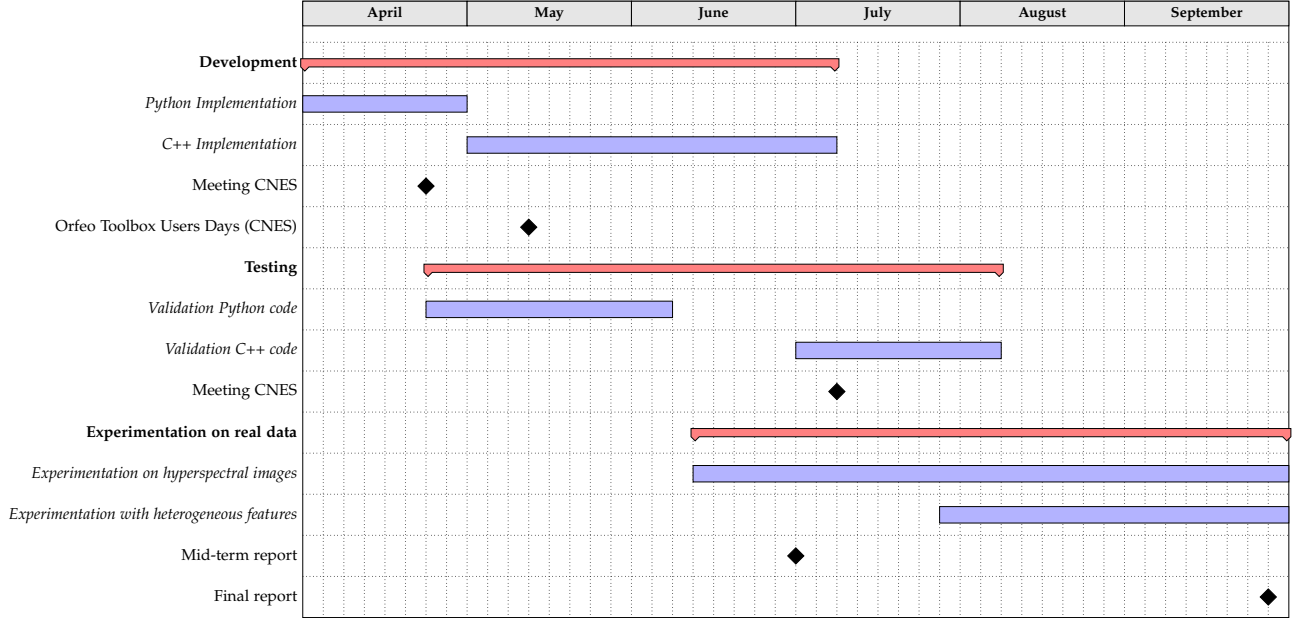 April May June July August September
Development
Python Implementation
C++ Implementation
Meeting CNES
Orfeo Toolbox Users Days (CNES)
Testing
Validation Python code
Validation C++ code
Meeting CNES
Experimentation on real data
Experimentation on hyperspectral images
Experimentation with heterogeneous features
Mid-term report
Final report